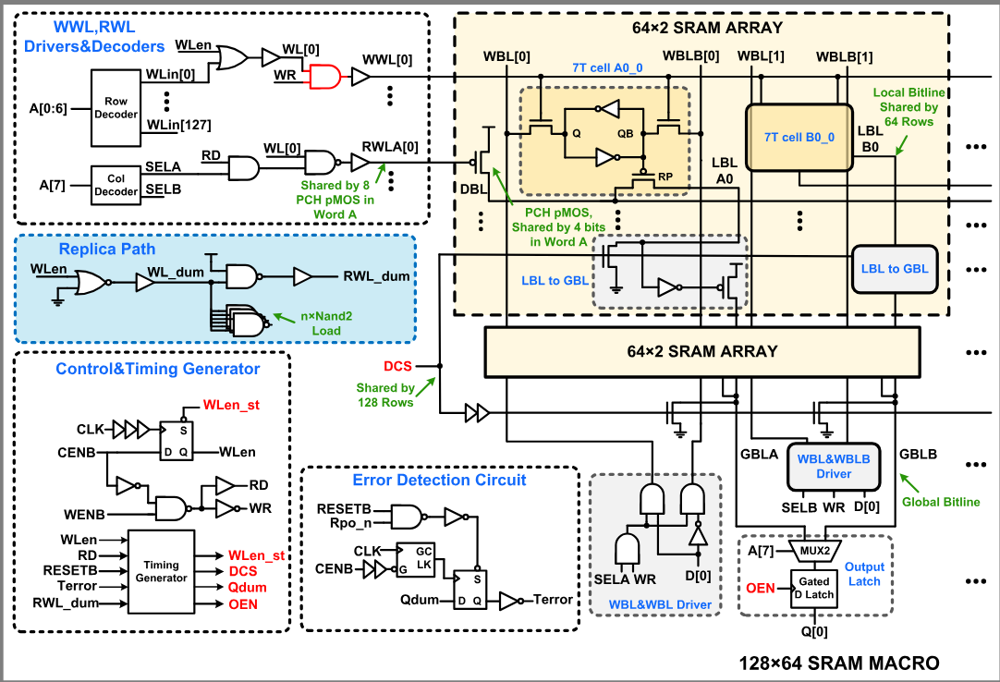 WWL,RWL
Drivers&Decoders
WLen
WL[0]
WR
WWL[0]
WLin[0]
A[0:6]
Row
Decoder
WLin[127]
WL[0]
RWLA[0]
RD
SELA
A[7]
Col
Decoder
SELB
Shared by 8
PCH pMOS in
Word A
64×2 SRAM ARRAY
WBL[0]
WBLB[0]
WBL[1]
WBLB[1]
7T cell A0_0
Q
QB
RP
DBL
LBL
A0
7T cell B0_0
Local Bitline
Shared by
64 Rows
LBL
B0
PCH pMOS,
Shared by 4 bits
in Word A
LBL to GBL
LBL to GBL
Replica Path
WLen
WL_dum
RWL_dum
n×Nand2
Load
64×2 SRAM ARRAY
DCS
Shared by
128 Rows
Control&Timing Generator
WLen_st
CLK
S
CENB
D
Q
WLen
RD
WENB
WR
WLen
RD
RESETB
Terror
RWL_dum
Timing
Generator
WLen_st
DCS
Qdum
OEN
Error Detection Circuit
RESETB
Rpo_n
CLK
GC
LK
CENB
G
S
Qdum
D
Q
Terror
SELA WR
D[0]
WBL&WBL Driver
GBLA
WBL&WBLB
Driver
GBLB
SELB WR D[0]
Global Bitline
A[7]
MUX2
Output
Latch
OEN
Gated
D Latch
Q[0]
128×64 SRAM MACRO